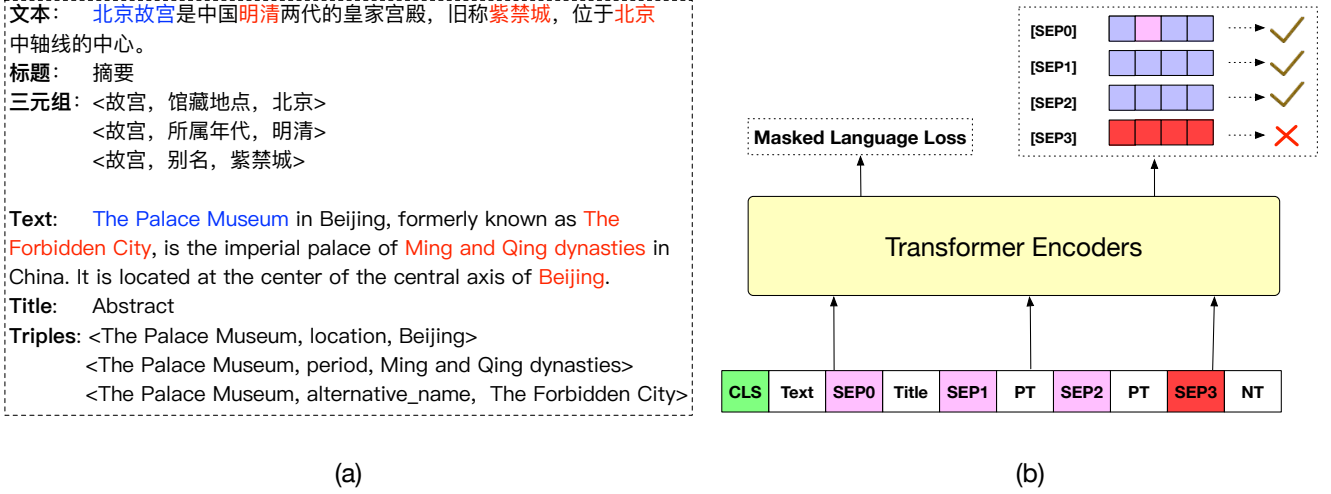 文本： 北京故宫是中国明清两代的皇家宫殿，旧称紫禁城，位于北京
中轴线的中心。
标题： 摘要
三元组：<故宫，馆藏地点，北京>
<故宫，所属年代，明清>
<故宫，别名，紫禁城>
Text: The Palace Museum in Beijing, formerly known as The
Forbidden City, is the imperial palace of Ming and Qing dynasties in
China. It is located at the center of the central axis of Beijing.
Title: Abstract
Triples: <The Palace Museum, location, Beijing>
<The Palace Museum, period, Ming and Qing dynasties>
<The Palace Museum, alternative_name, The Forbidden City>
(a)
[SEP0]
[SEP1]
[SEP2]
[SEP3]
Masked Language Loss
Transformer Encoders
CLS Text SEP0 Title SEP1 PT SEP2 PT SEP3 NT
(b)